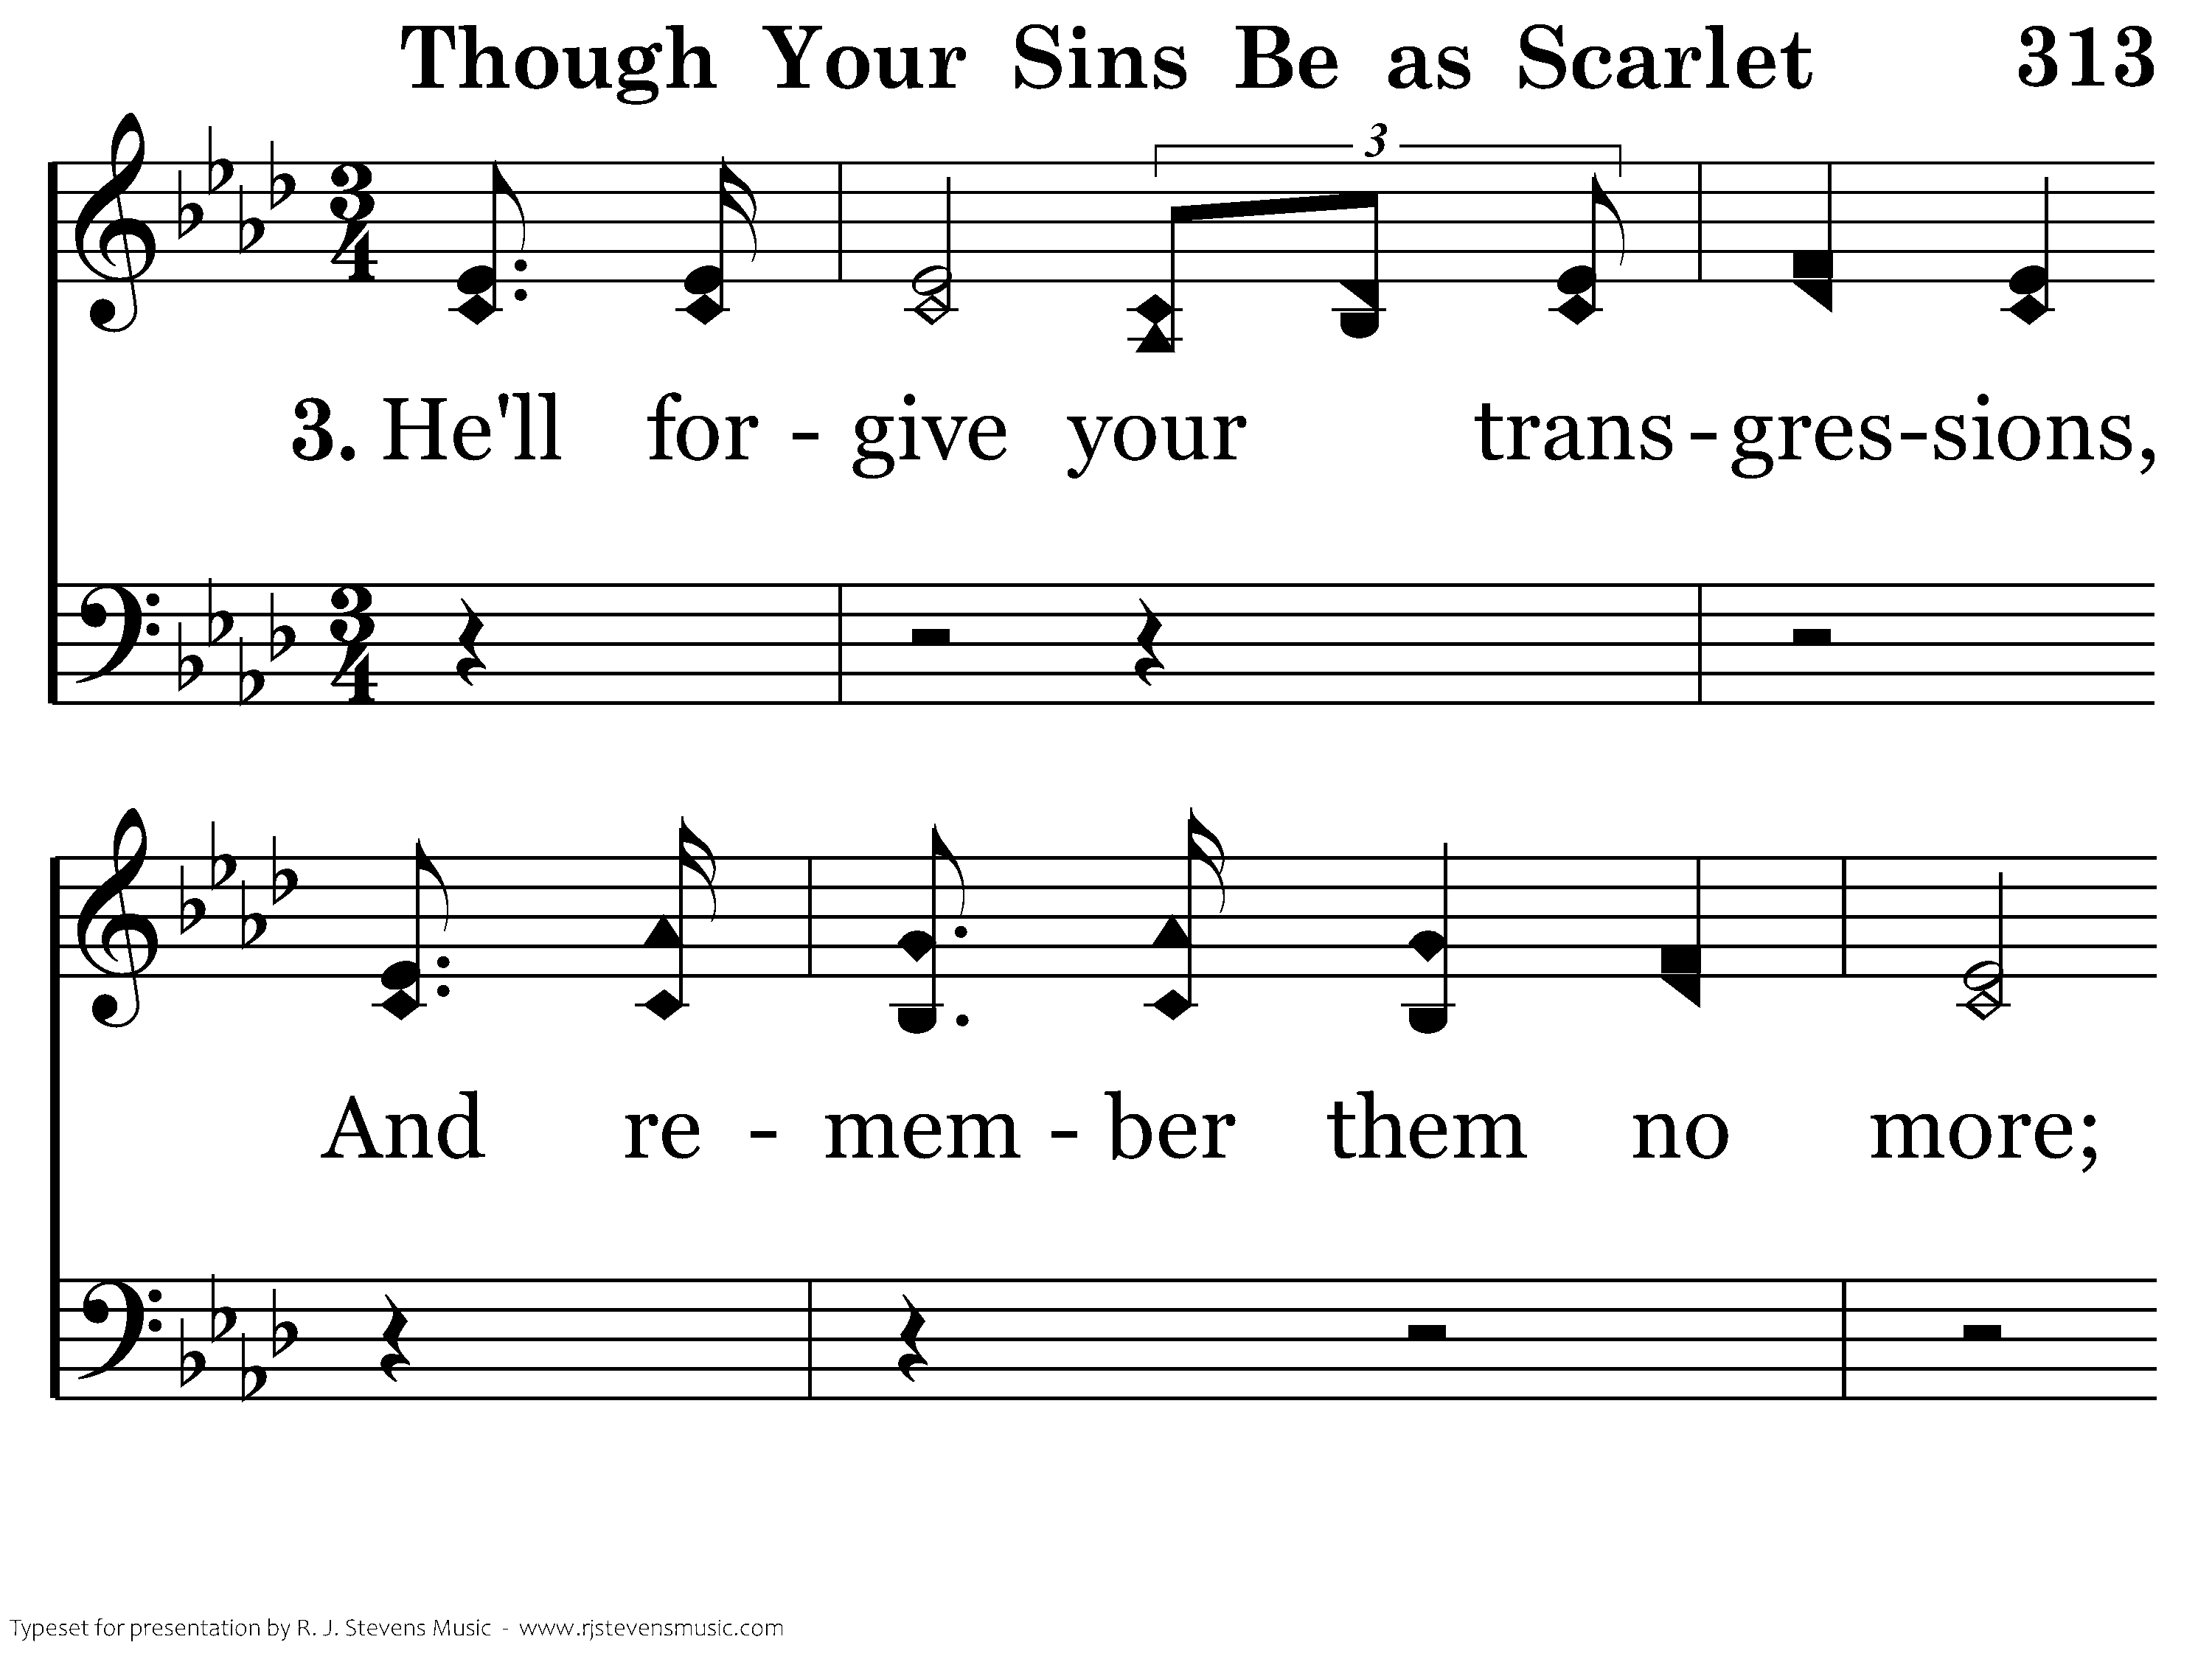 Though Your Sins Be as Scarlet 313
3
3. He'll for - give your trans - gres - sions,
And re - mem - ber them no more;
Typeset for presentation by R. J. Stevens Music - www.rjstevensmusic.com